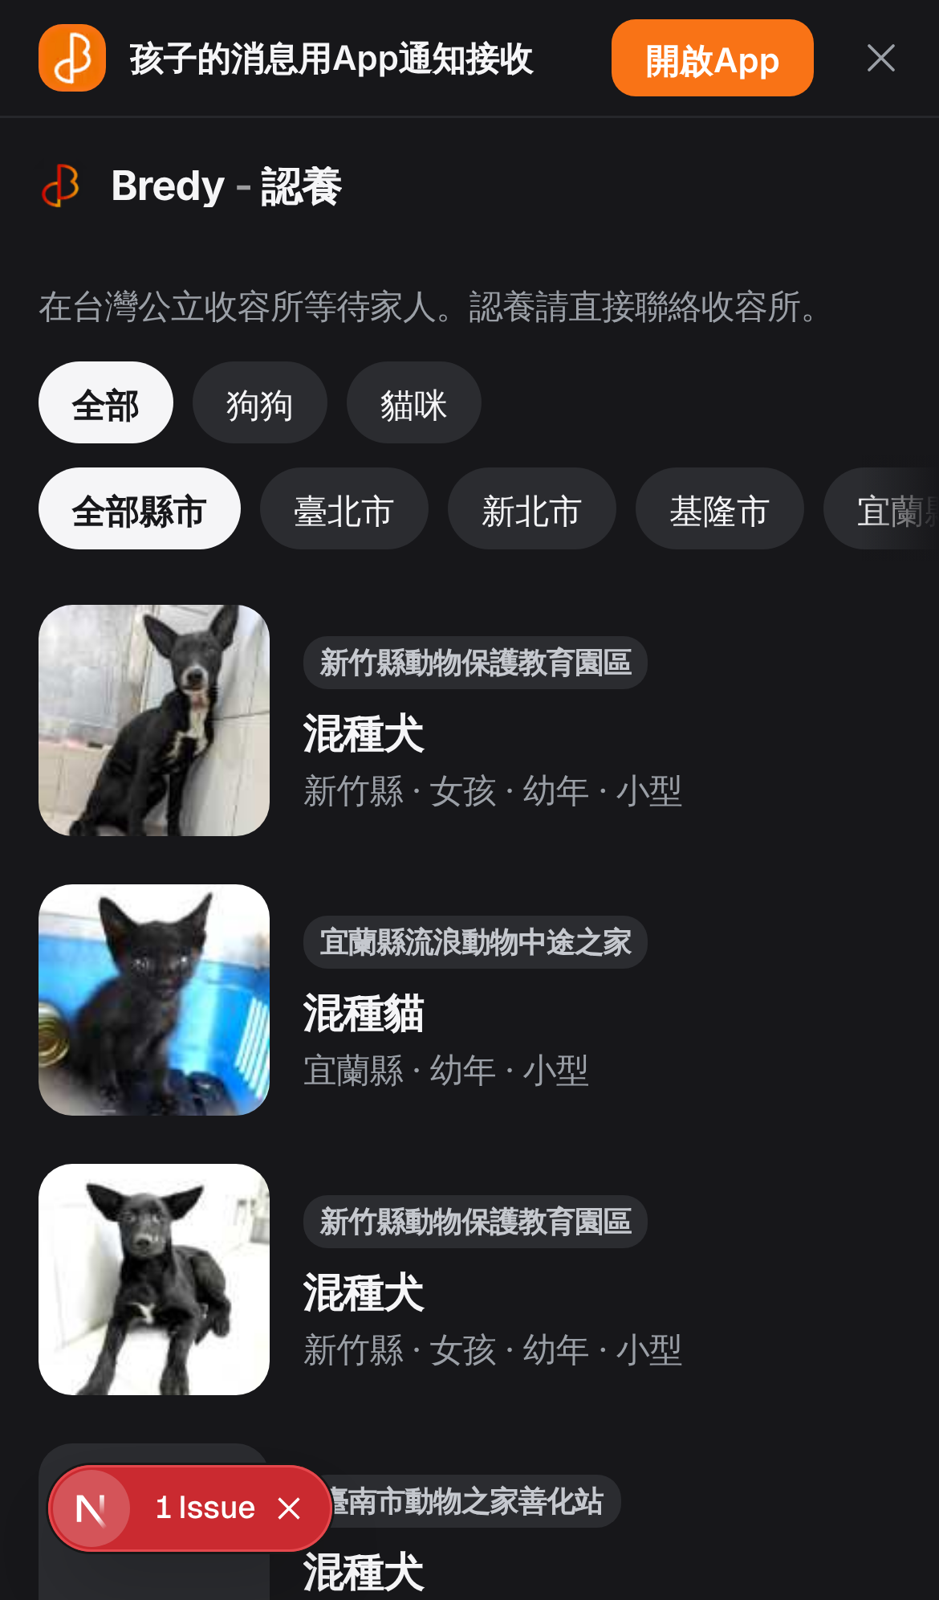 孩子的消息用App通知接收
開啟App
Bredy - 認養
在台灣公立收容所等待家人。認養請直接聯絡收容所。
全部 狗狗 貓咪
全部縣市 臺北市 新北市 基隆市 宜蘭縣
新竹縣動物保護教育園區
混種犬
新竹縣 · 女孩 · 幼年 · 小型
宜蘭縣流浪動物中途之家
混種貓
宜蘭縣 · 幼年 · 小型
新竹縣動物保護教育園區
混種犬
新竹縣 · 女孩 · 幼年 · 小型
臺南市動物之家善化站
N 1 Issue
混種犬